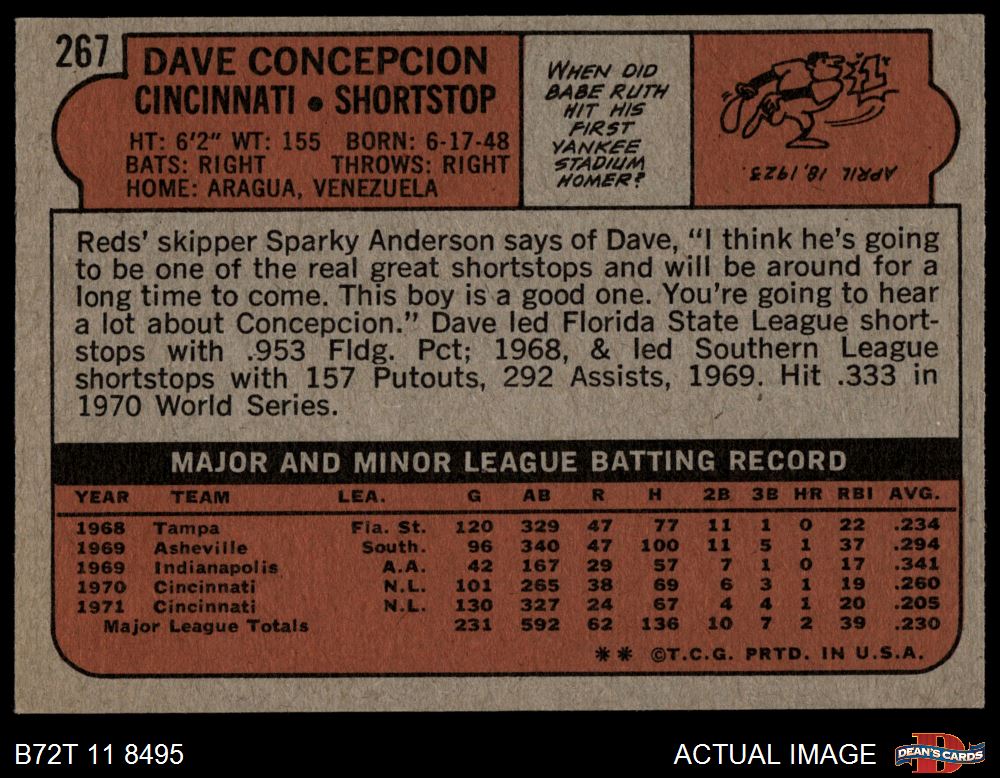 267
DAVE CONCEPCION
CINCINNATI • SHORTSTOP
HT: 6'2" WT: 155 BORN: 6-17-48
BATS: RIGHT THROWS: RIGHT
HOME: ARAGUA, VENEZUELA
WHEN DID
BABE RUTH
HIT HIS
FIRST
YANKEE
STADIUM
HOMER?
APRIL 18, 1923.
Reds' skipper Sparky Anderson says of Dave, "I think he's going
to be one of the real great shortstops and will be around for a
long time to come. This boy is a good one. You're going to hear
a lot about Concepcion." Dave led Florida State League short-
stops with .953 Fldg. Pct; 1968, & led Southern League
shortstops with 157 Putouts, 292 Assists, 1969. Hit .333 in
1970 World Series.
MAJOR AND MINOR LEAGUE BATTING RECORD
YEAR TEAM LEA. G AB R H 2B 3B HR RBI AVG.
1968 Tampa Fla. St. 120 329 47 77 11 1 0 22 .234
1969 Asheville South. 96 340 47 100 11 5 1 37 .294
1969 Indianapolis A.A. 42 167 29 57 7 1 0 17 .341
1970 Cincinnati N.L. 101 265 38 69 6 3 1 19 .260
1971 Cincinnati N.L. 130 327 24 67 4 4 1 20 .205
Major League Totals 231 592 62 136 10 7 2 39 .230
** ©T.C.G. PRTD. IN U.S.A.
B72T 11 8495
ACTUAL IMAGE
D
DEAN'S CARDS